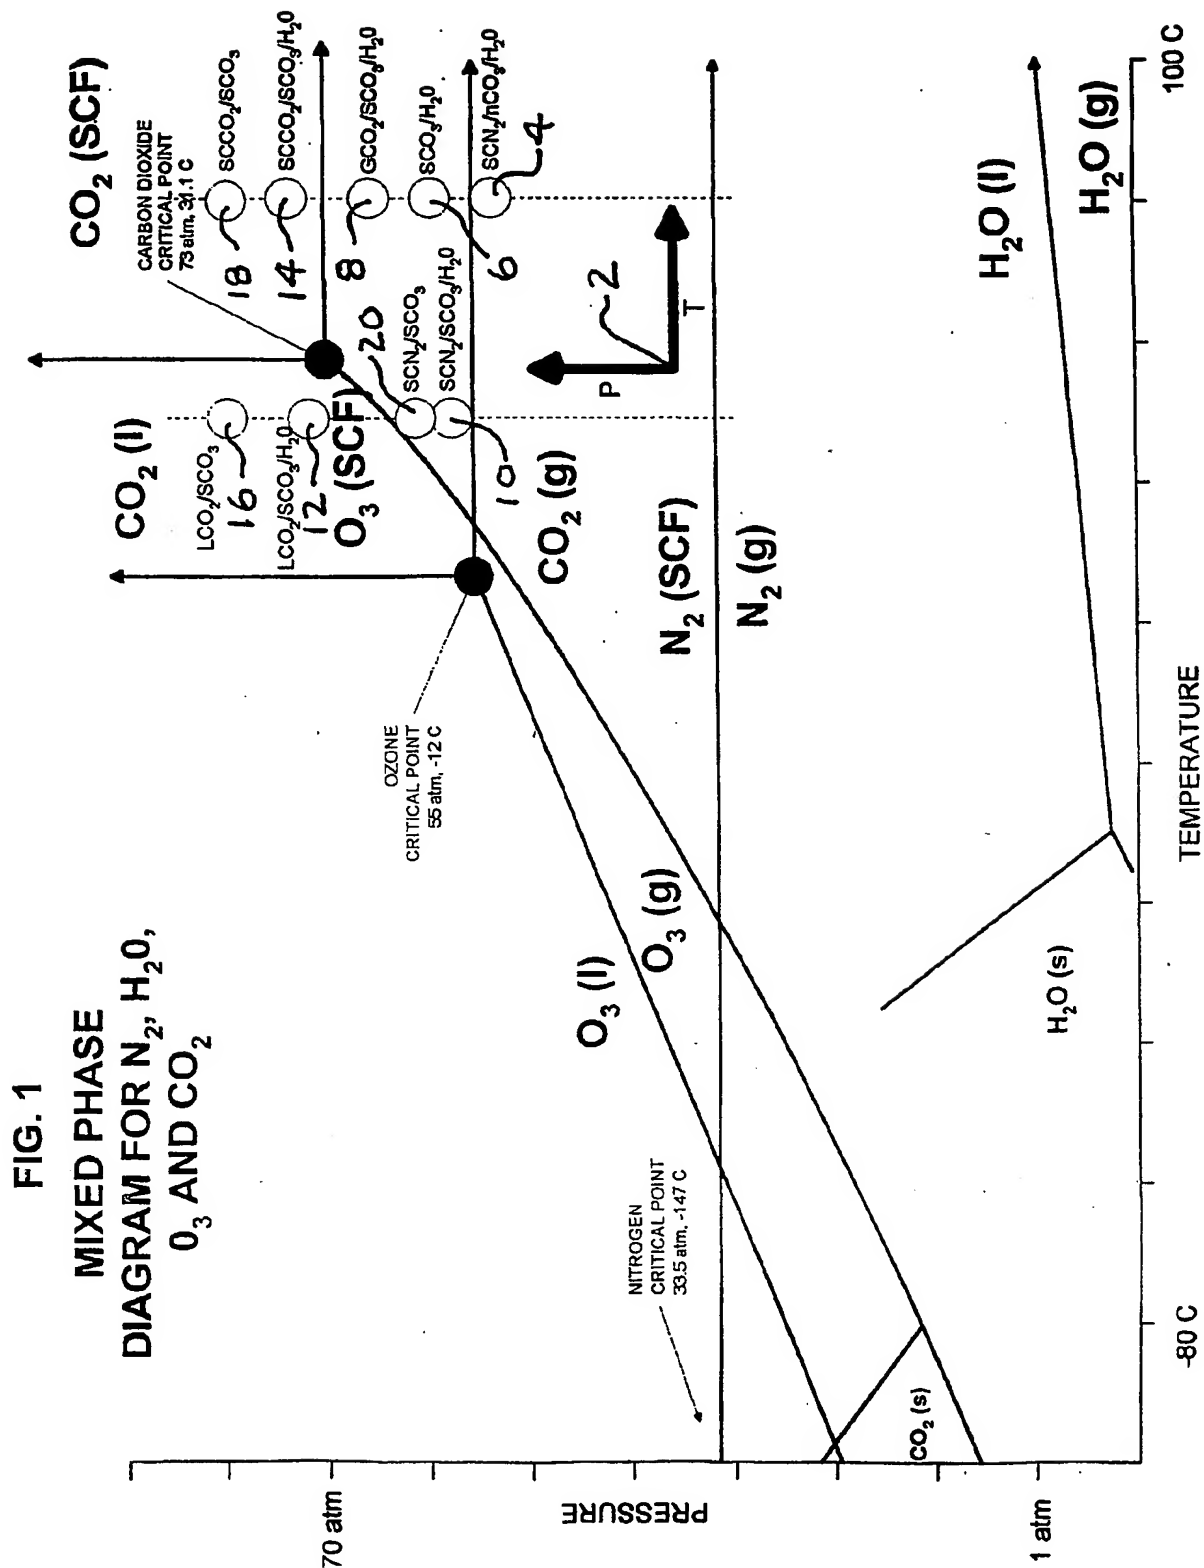 FIG. 1
MIXED PHASE
DIAGRAM FOR N₂, H₂0,
0₃ AND CO₂
CO₂ (l)
CO₂ (SCF)
CARBON DIOXIDE
CRITICAL POINT
73 atm, 31.1 C
LCO₂/SCO₃
16
LCO₂/SCO₃/H₂0
12
O₃ (SCF)
18
SCCO₂/SCO₃
14
SCCO₂/SCO₃/H₂0
8
GCO₂/SCO₃/H₂0
6
SCO₃/H₂0
4
SCN₂/nCO₃/H₂0
20
SCN₂/SCO₃
SCN₂/SCO₃/H₂0
10
OZONE
CRITICAL POINT
55 atm, -12 C
CO₂ (g)
P
T
2
O₃ (l)
O₃ (g)
N₂ (SCF)
N₂ (g)
NITROGEN
CRITICAL POINT
33.5 atm, -147 C
CO₂ (s)
H₂O (s)
H₂O (l)
H₂O (g)
PRESSURE
70 atm
1 atm
-80 C
TEMPERATURE
100 C